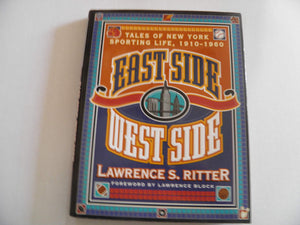 TALES OF NEW YORK
SPORTING LIFE, 1910-1960
EAST SIDE
WEST SIDE
LAWRENCE S. RITTER
FOREWORD BY LAWRENCE BLOCK